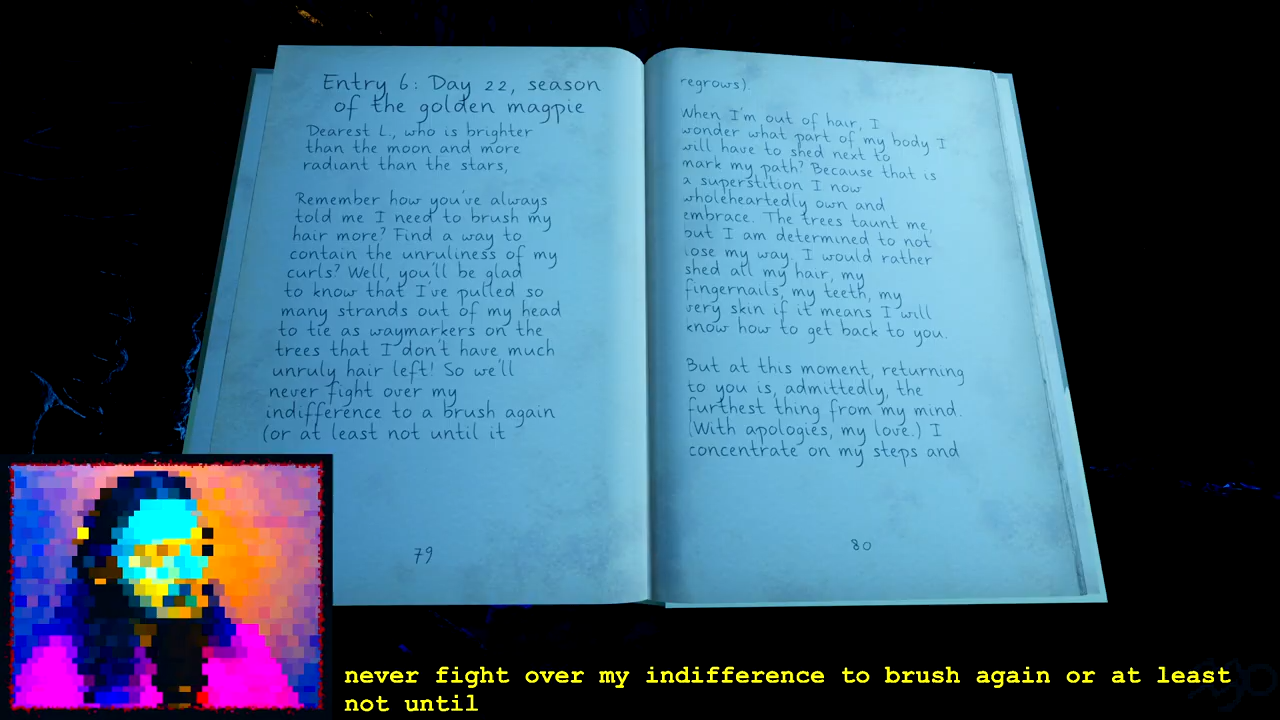 Entry 6: Day 22, season
of the golden magpie
Dearest L., who is brighter
than the moon and more
radiant than the stars,
Remember how you've always
told me I need to brush my
hair more? Find a way to
contain the unruliness of my
curls? Well, you'll be glad
to know that I've pulled so
many strands out of my head
to tie as waymarkers on the
trees that I don't have much
unruly hair left! So we'll
never fight over my
indifference to a brush again
(or at least not until it
79
regrows).
When I'm out of hair, I
wonder what part of my body I
will have to shed next to
mark my path? Because that is
a superstition I now
wholeheartedly own and
embrace. The trees taunt me,
but I am determined to not
lose my way. I would rather
shed all my hair, my
fingernails, my teeth, my
very skin if it means I will
know how to get back to you.
But at this moment, returning
to you is, admittedly, the
furthest thing from my mind.
(With apologies, my love.) I
concentrate on my steps and
80
never fight over my indifference to brush again or at least
not until